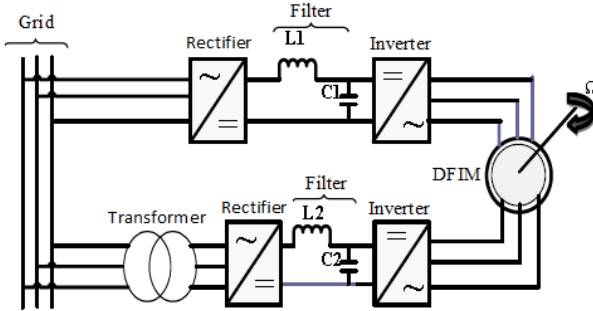 Grid
Filter
Rectifier
L1
Inverter
C1
Ω
DFIM
Transformer
Rectifier
Filter
L2
Inverter
C2